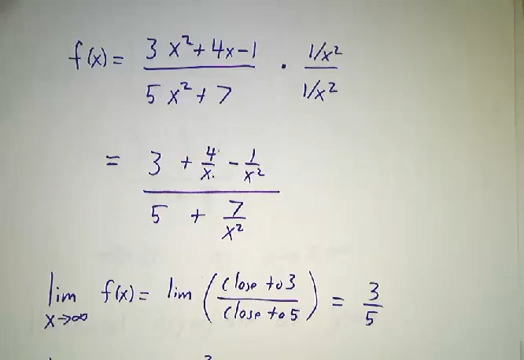 f(x) = (3x²+4x-1)/(5x²+7) · (1/x²)/(1/x²)
= (3 + 4/x - 1/x²)/(5 + 7/x²)
lim x→∞ f(x) = lim ((close to 3)/(close to 5)) = 3/5